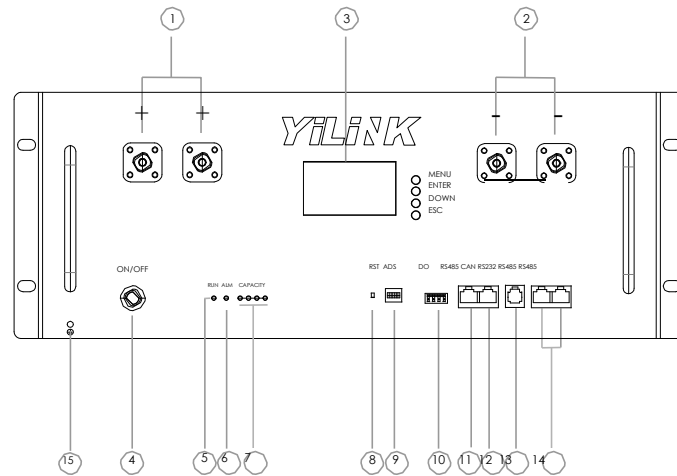 1 3 2
+ + - -
YiLiNK
MENU
ENTER
DOWN
ESC
ON/OFF
RST ADS DO RS485 CAN RS232 RS485 RS485
RUN ALM CAPACITY
15 4 5 6 7 8 9 10 11 12 13 14